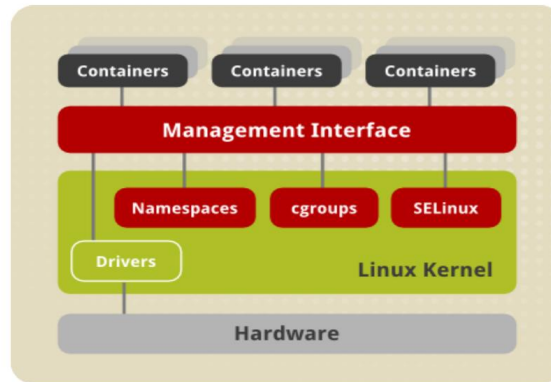 Containers Containers Containers
Management Interface
Namespaces cgroups SELinux
Drivers
Linux Kernel
Hardware